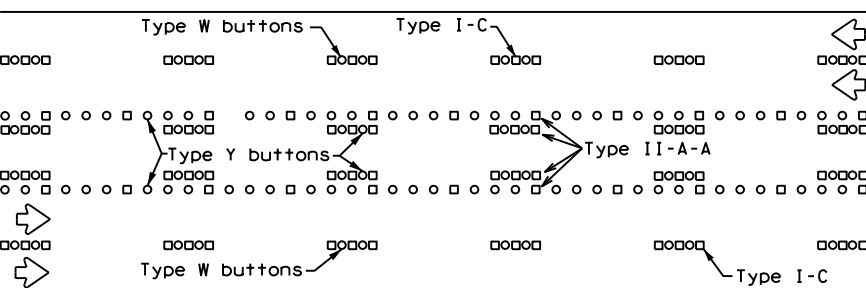 Type W buttons
Type I-C
Type Y buttons
Type II-A-A
Type W buttons
Type I-C